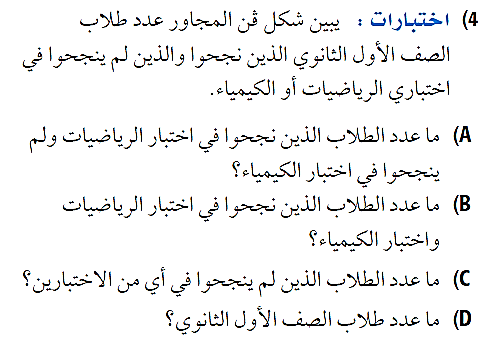 4) اختبارات : يبين شكل ڤن المجاور عدد طلاب
الصف الأول الثانوي الذين نجحوا والذين لم ينجحوا في
اختباري الرياضيات أو الكيمياء.
A) ما عدد الطلاب الذين نجحوا في اختبار الرياضيات ولم
ينجحوا في اختبار الكيمياء؟
B) ما عدد الطلاب الذين نجحوا في اختبار الرياضيات
واختبار الكيمياء؟
C) ما عدد الطلاب الذين لم ينجحوا في أي من الاختبارين؟
D) ما عدد طلاب الصف الأول الثانوي؟